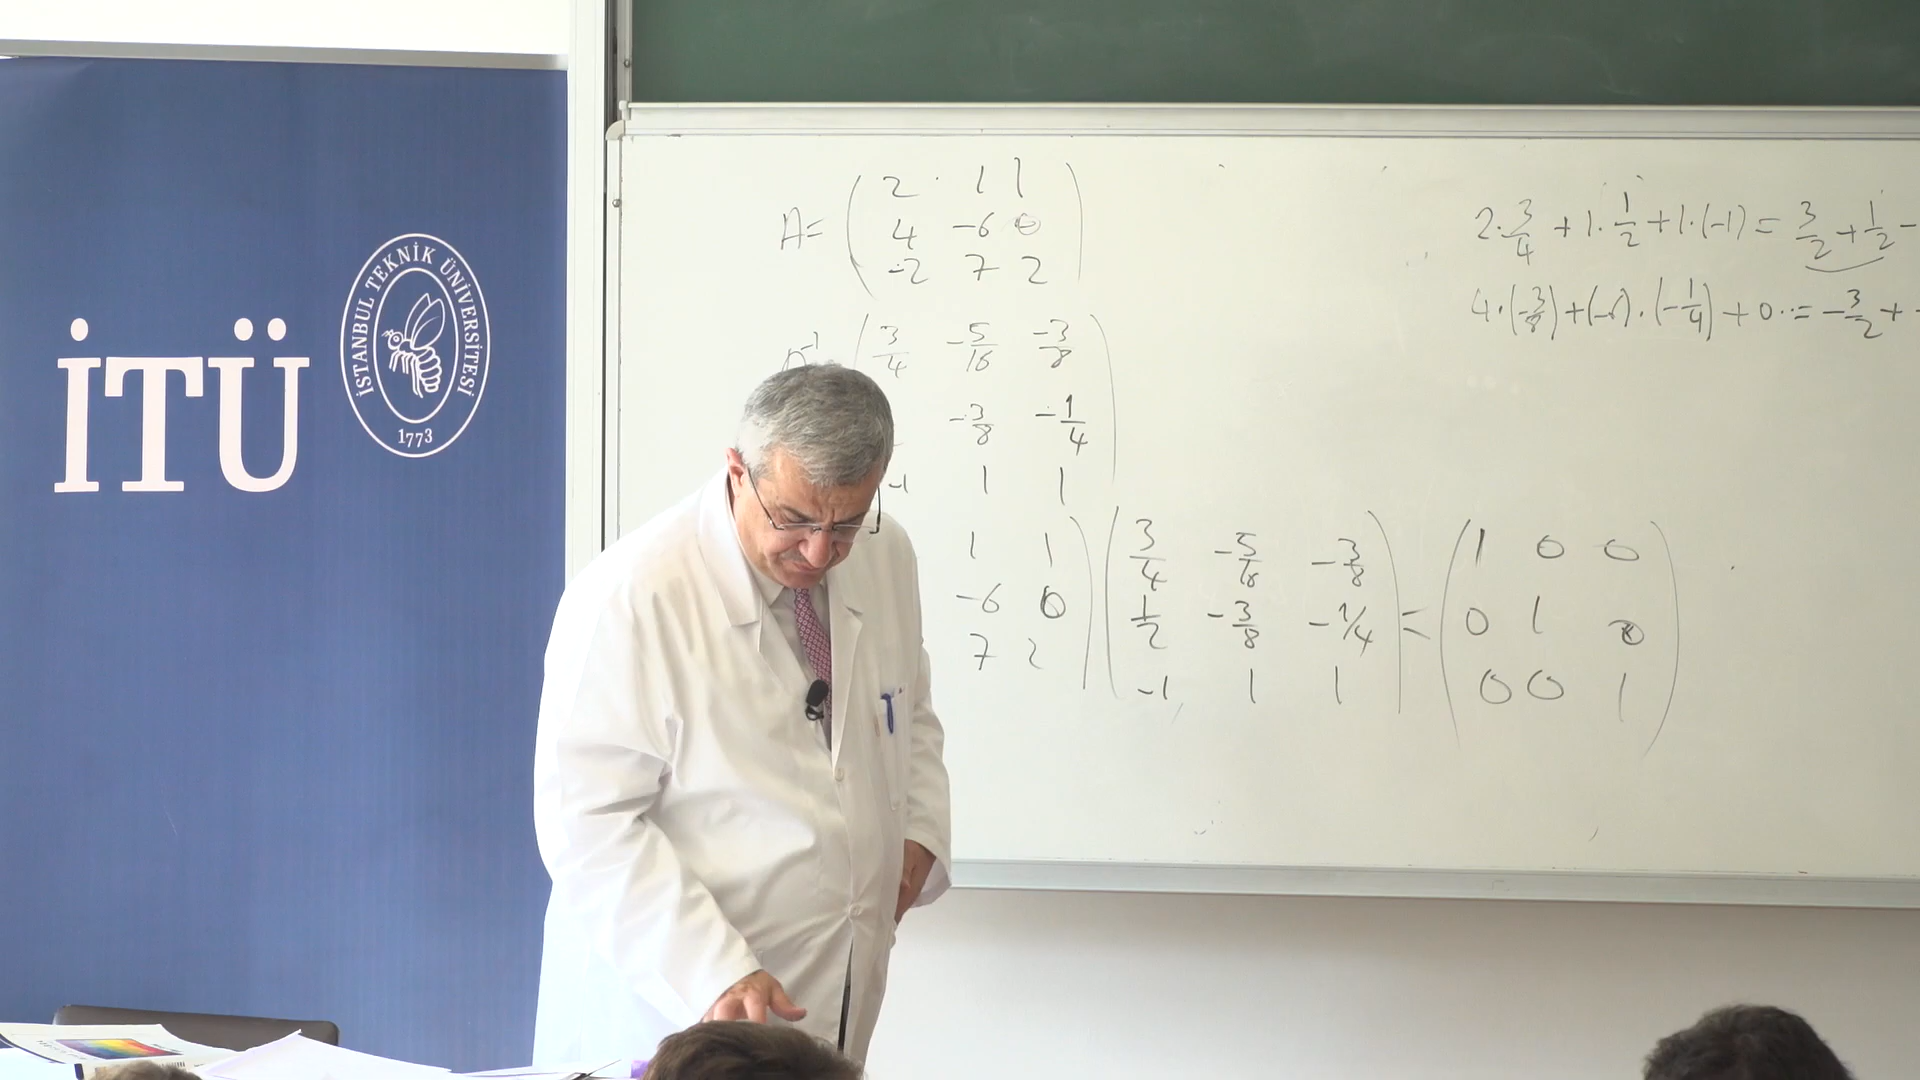 İTÜ
İSTANBUL TEKNİK ÜNİVERSİTESİ
1773
A= ( 2 1 1
4 -6 0
-2 7 2 )
( 3/4 -5/16 -3/8
-3/8 -1/4
-1 1 1 )
1 1 ) ( 3/4 -5/16 -3/8 ) = ( 1 0 0 )
-6 0 1/2 -3/8 -1/4 0 1 0
7 2 -1 1 1 0 0 1
2·3/4 + 1·1/2 + 1·(-1) = 3/2 + 1/2 -
4·(-3/8) + (-6)·(-1/4) + 0·· = -3/2 +